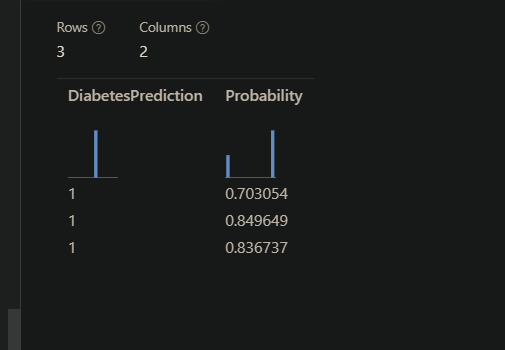 Rows ? Columns ?
3 2
DiabetesPrediction Probability
1 0.703054
1 0.849649
1 0.836737